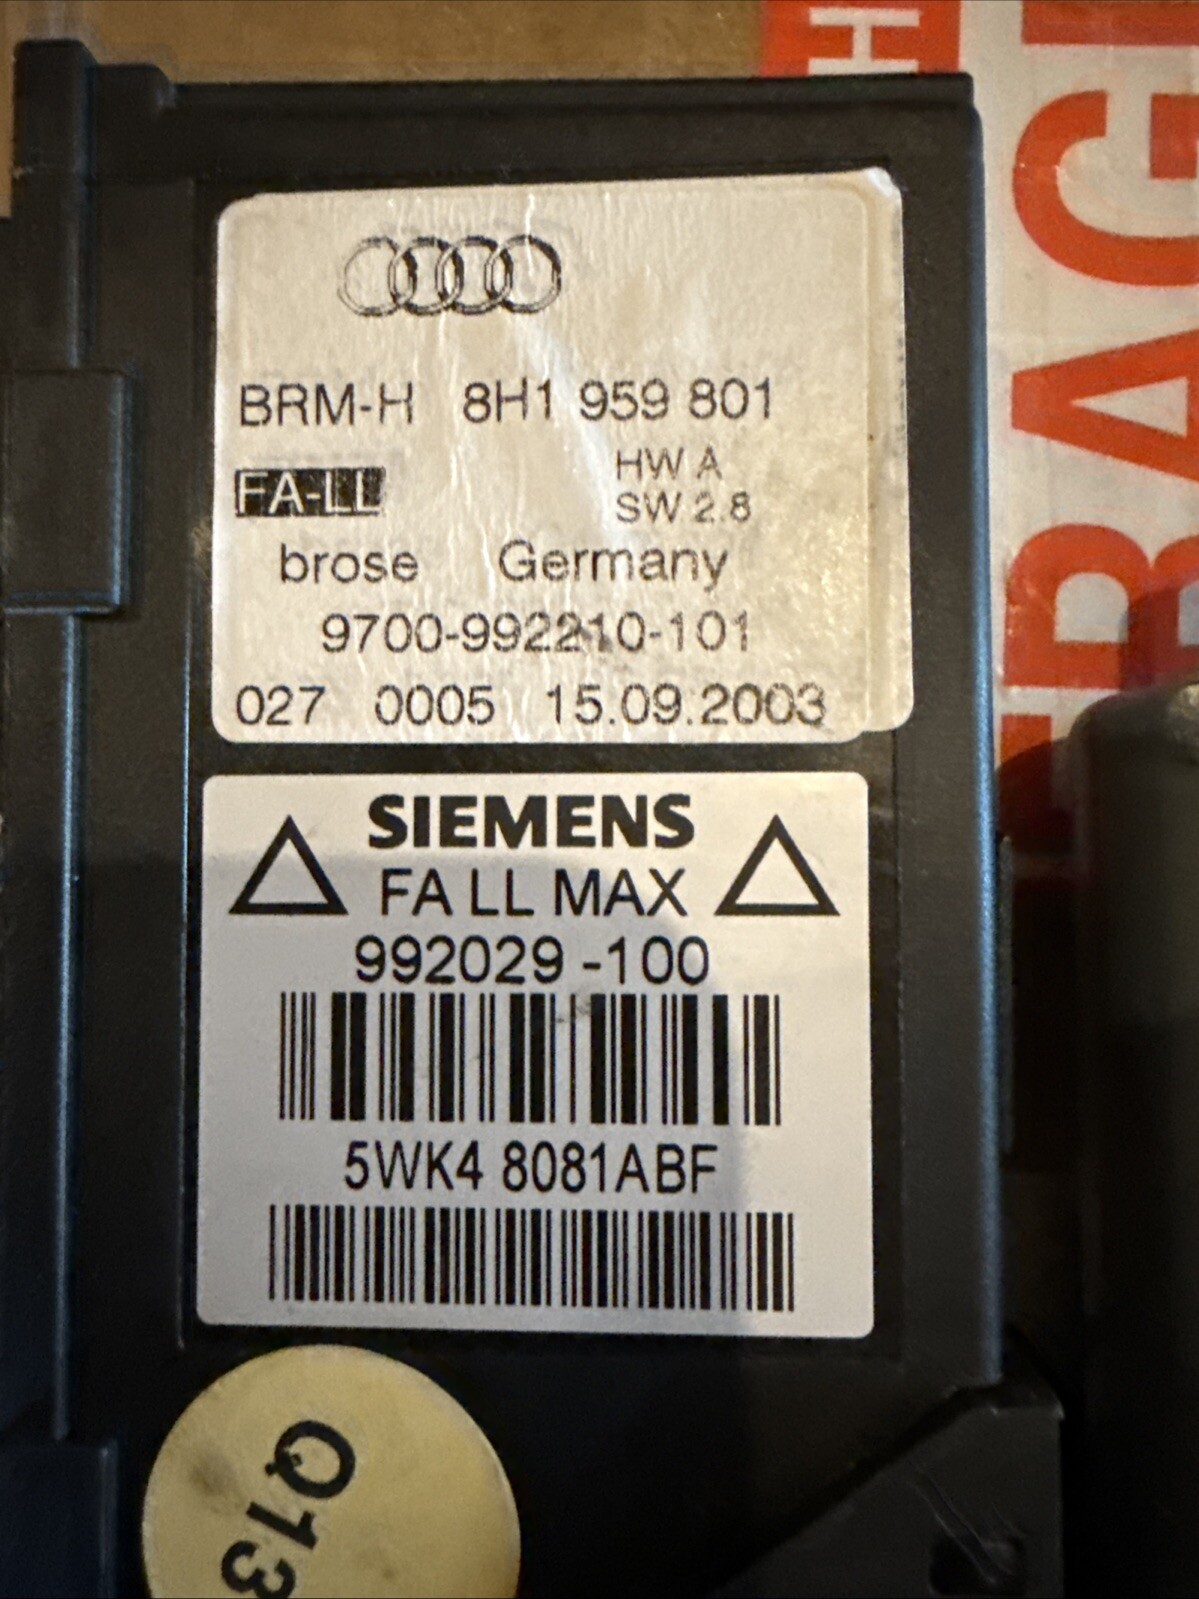 BRM-H 8H1 959 801
FA-LL HW A
SW 2.8
brose Germany
9700-992210-101
027 0005 15.09.2003
SIEMENS
FA LL MAX
992029 -100
5WK4 8081ABF
Q13